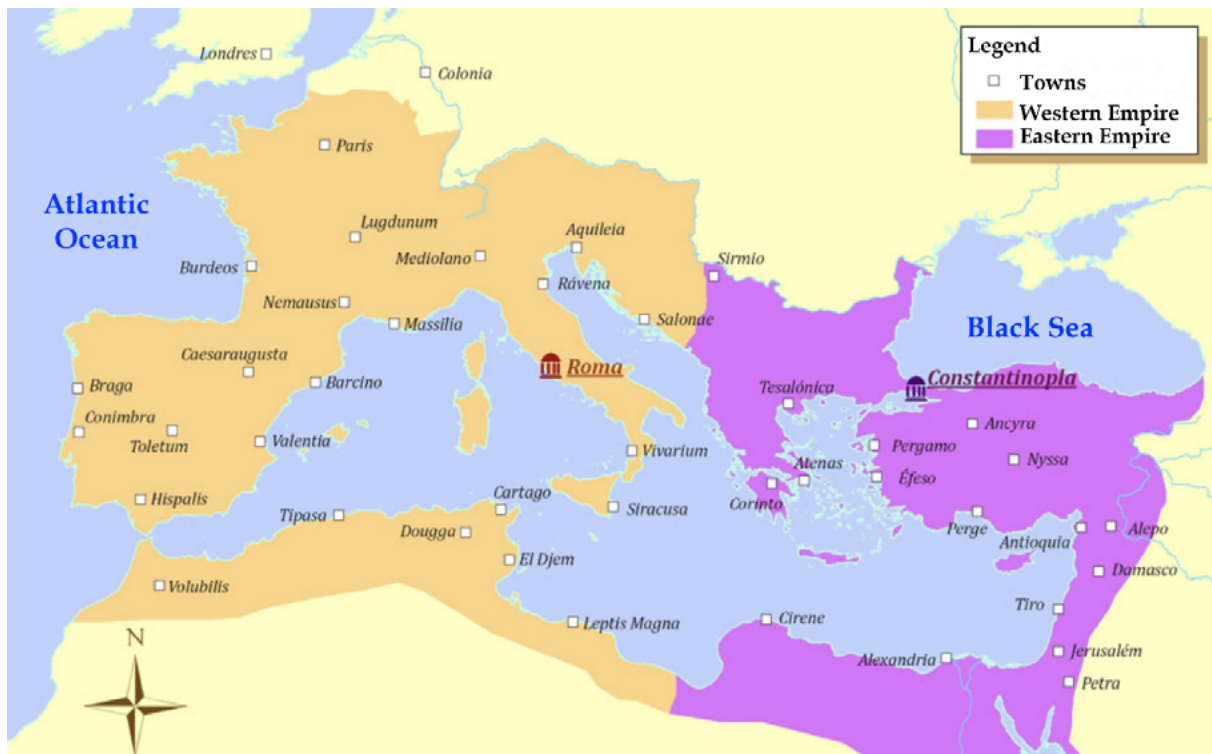 Londres
Colonia
Legend
Towns
Western Empire
Eastern Empire
Paris
Atlantic
Ocean
Lugdunum
Aquileia
Mediolano
Sirmio
Burdeos
Rávena
Nemausus
Salonae
Massilia
Black Sea
Caesaraugusta
Roma
Barcino
Constantinopla
Braga
Tesalónica
Conimbra
Ancyra
Toletum
Valentia
Pergamo
Vivarium
Nyssa
Atenas
Éfeso
Hispalis
Cartago
Corinto
Siracusa
Tipasa
Dougga
Perge
Alepo
Antioquia
El Djem
Damasco
Volubilis
Tiro
Cirene
Leptis Magna
N
Jerusalém
Alexandria
Petra